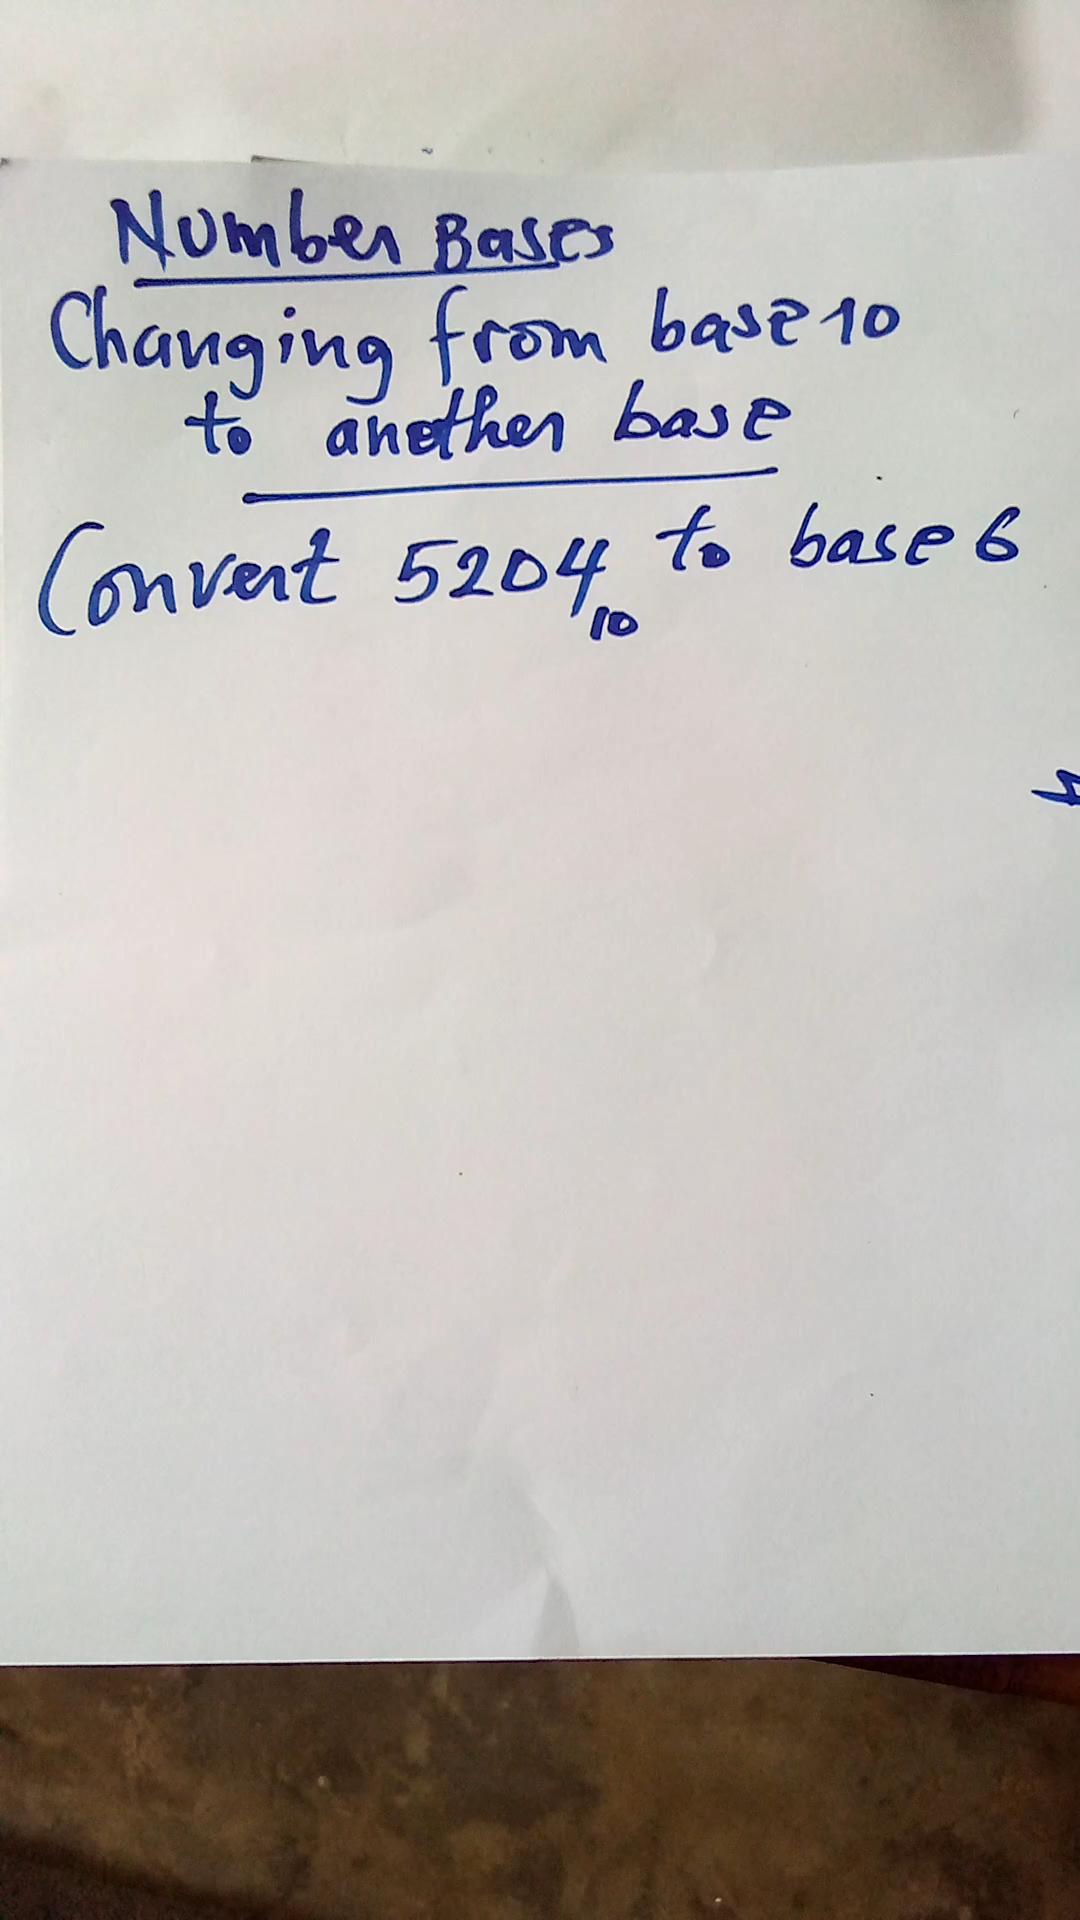 Number Bases
Changing from base 10
to another base
Convert 5204₁₀ to base 6